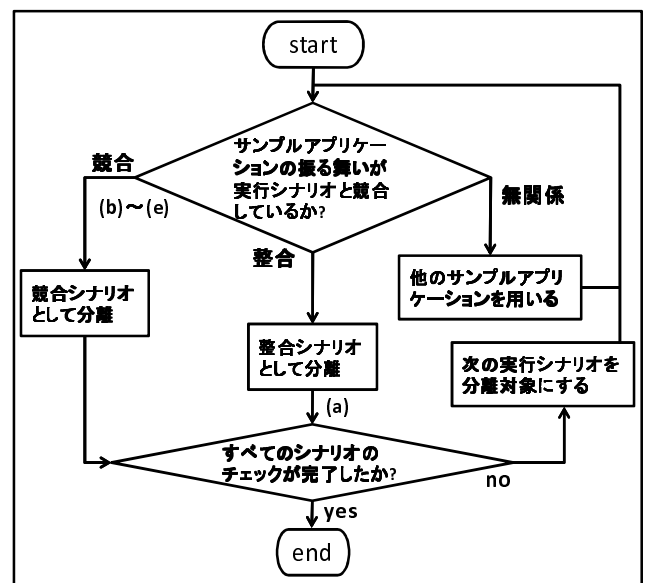 start
サンプルアプリケー
ションの振る舞いが
実行シナリオと競合
しているか?
競合
(b)～(e)
無関係
整合
他のサンプルアプリ
ケーションを用いる
競合シナリオ
として分離
整合シナリオ
として分離
次の実行シナリオを
分離対象にする
(a)
すべてのシナリオの
チェックが完了したか?
no
yes
end